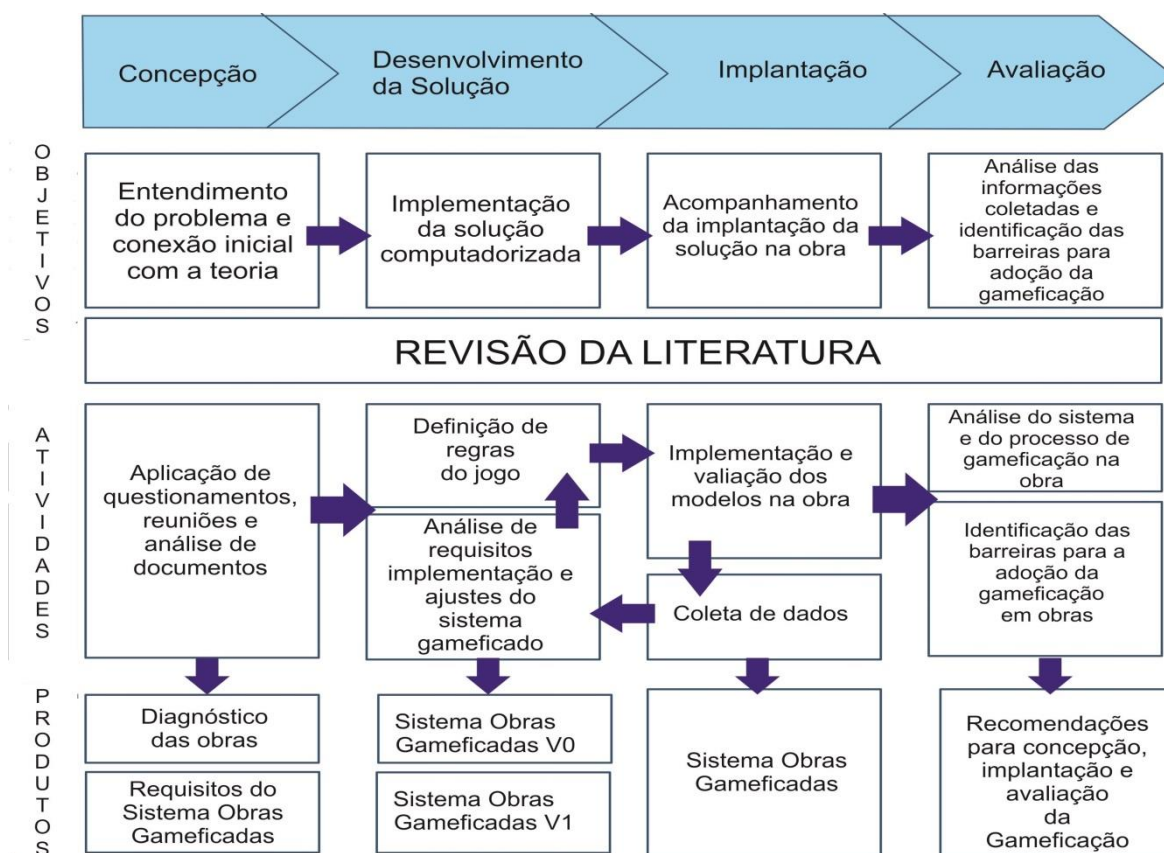 Concepção
Desenvolvimento
da Solução
Implantação
Avaliação
OBJETIVOS
Entendimento
do problema e
conexão inicial
com a teoria
Implementação
da solução
computadorizada
Acompanhamento
da implantação da
solução na obra
Análise das
informações
coletadas e
identificação das
barreiras para
adoção da
gameficação
REVISÃO DA LITERATURA
ATIVIDADES
Aplicação de
questionamentos,
reuniões e
análise de
documentos
Definição de
regras
do jogo
Análise de
requisitos
implementação e
ajustes do
sistema
gameficado
Implementação e
valiação dos
modelos na obra
Coleta de dados
Análise do sistema
e do processo de
gameficação na
obra
Identificação das
barreiras para a
adoção da
gameficação
em obras
PRODUTOS
Diagnóstico
das obras
Requisitos do
Sistema Obras
Gameficadas
Sistema Obras
Gameficadas V0
Sistema Obras
Gameficadas V1
Sistema Obras
Gameficadas
Recomendações
para concepção,
implantação e
avaliação
da
Gameficação